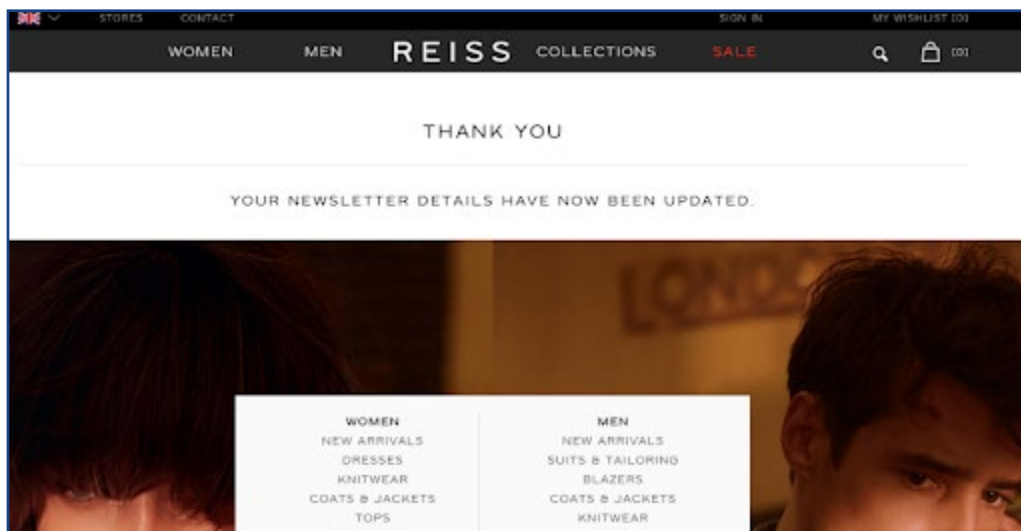 STORES CONTACT SIGN IN MY WISHLIST [0]
WOMEN MEN REISS COLLECTIONS SALE [0]
THANK YOU
YOUR NEWSLETTER DETAILS HAVE NOW BEEN UPDATED.
LONDO
WOMEN
NEW ARRIVALS
DRESSES
KNITWEAR
COATS & JACKETS
TOPS
MEN
NEW ARRIVALS
SUITS & TAILORING
BLAZERS
COATS & JACKETS
KNITWEAR